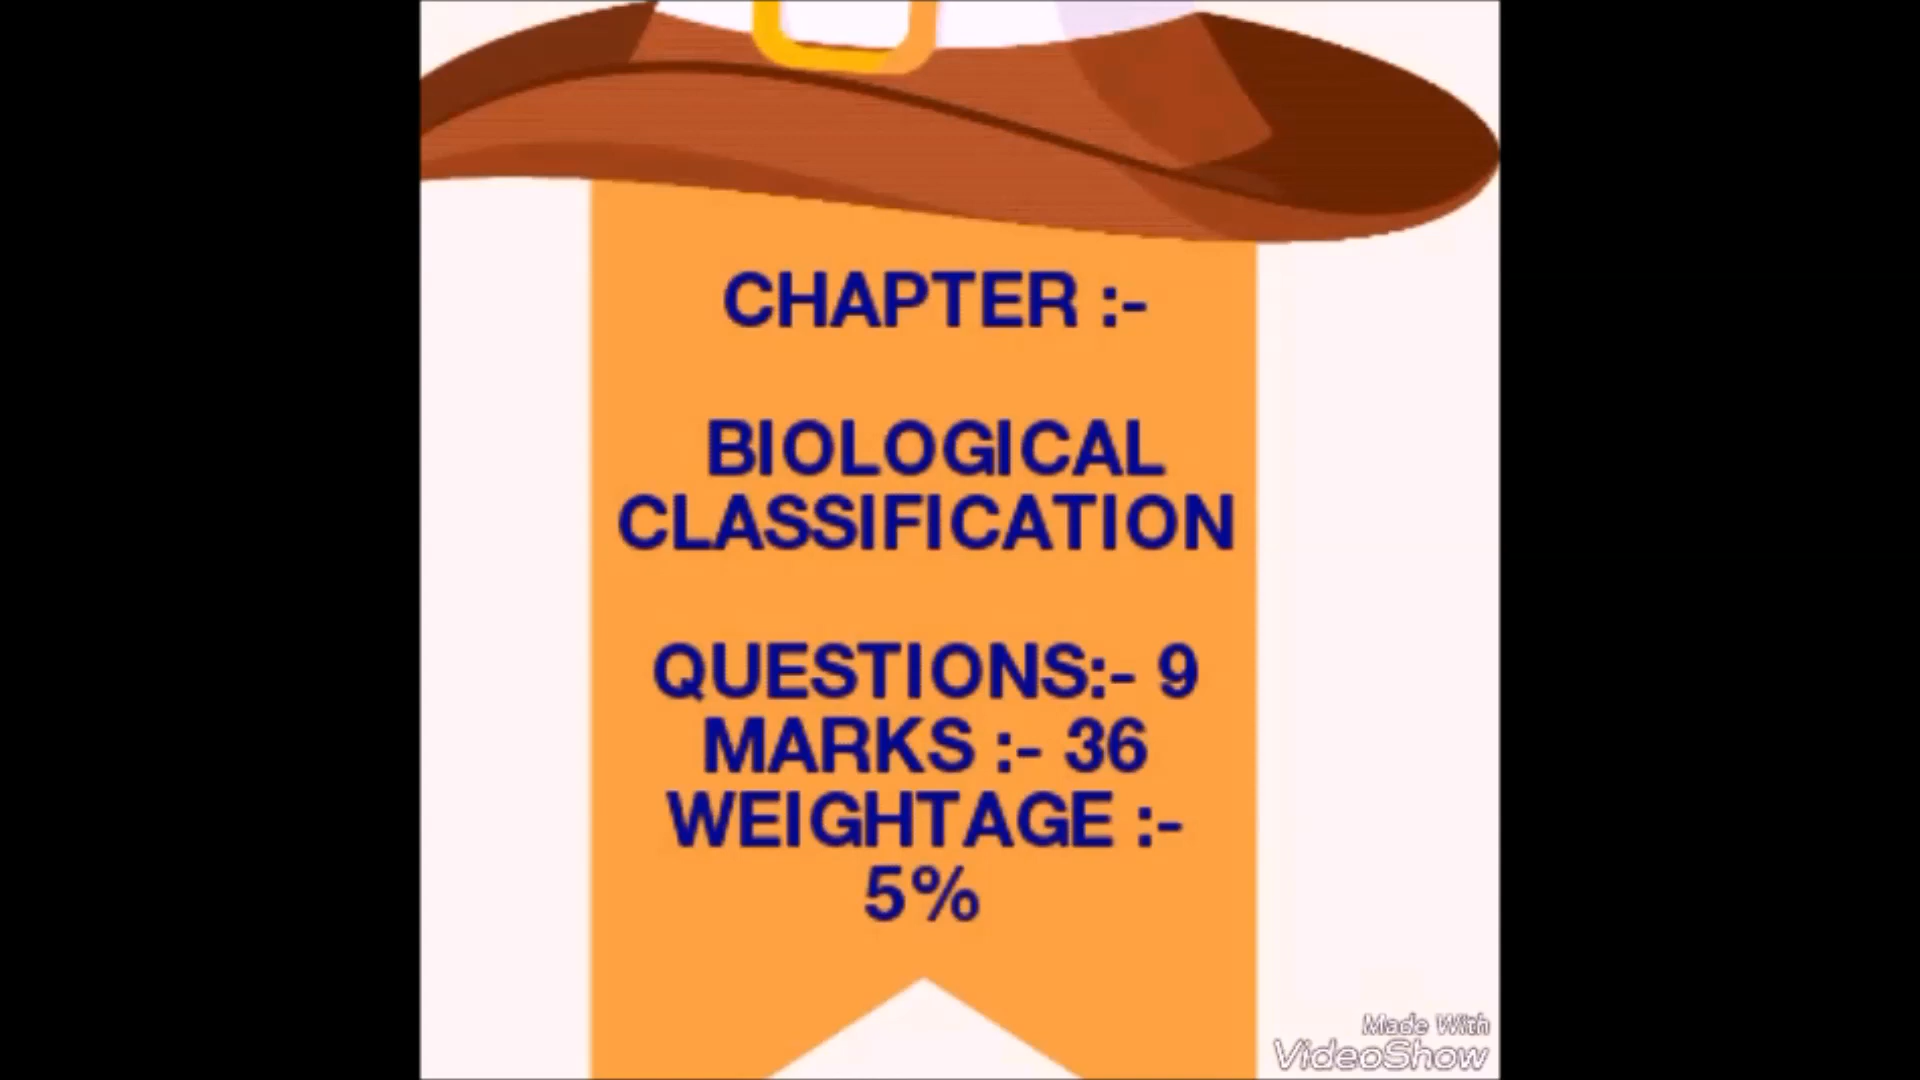 CHAPTER :-
BIOLOGICAL
CLASSIFICATION
QUESTIONS:- 9
MARKS :- 36
WEIGHTAGE :-
5%
Made With
VideoShow